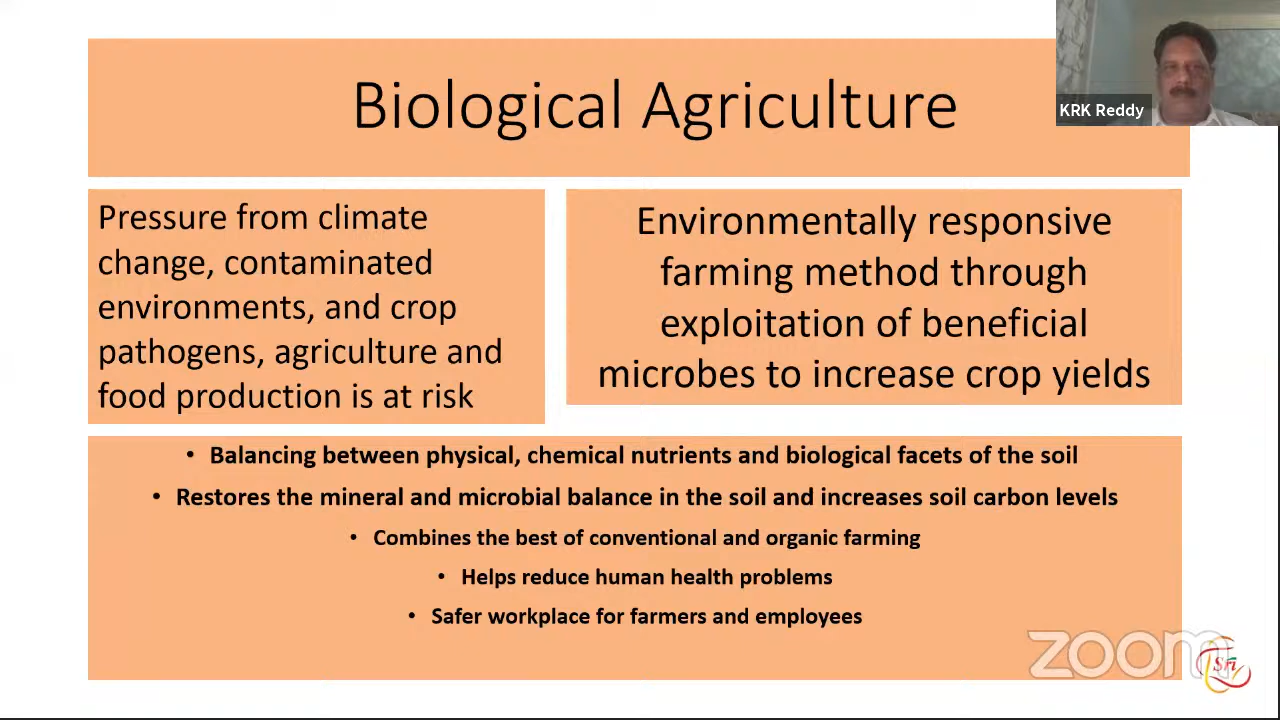 Biological Agriculture
KRK Reddy
Pressure from climate
change, contaminated
environments, and crop
pathogens, agriculture and
food production is at risk
Environmentally responsive
farming method through
exploitation of beneficial
microbes to increase crop yields
• Balancing between physical, chemical nutrients and biological facets of the soil
• Restores the mineral and microbial balance in the soil and increases soil carbon levels
• Combines the best of conventional and organic farming
• Helps reduce human health problems
• Safer workplace for farmers and employees
zoom